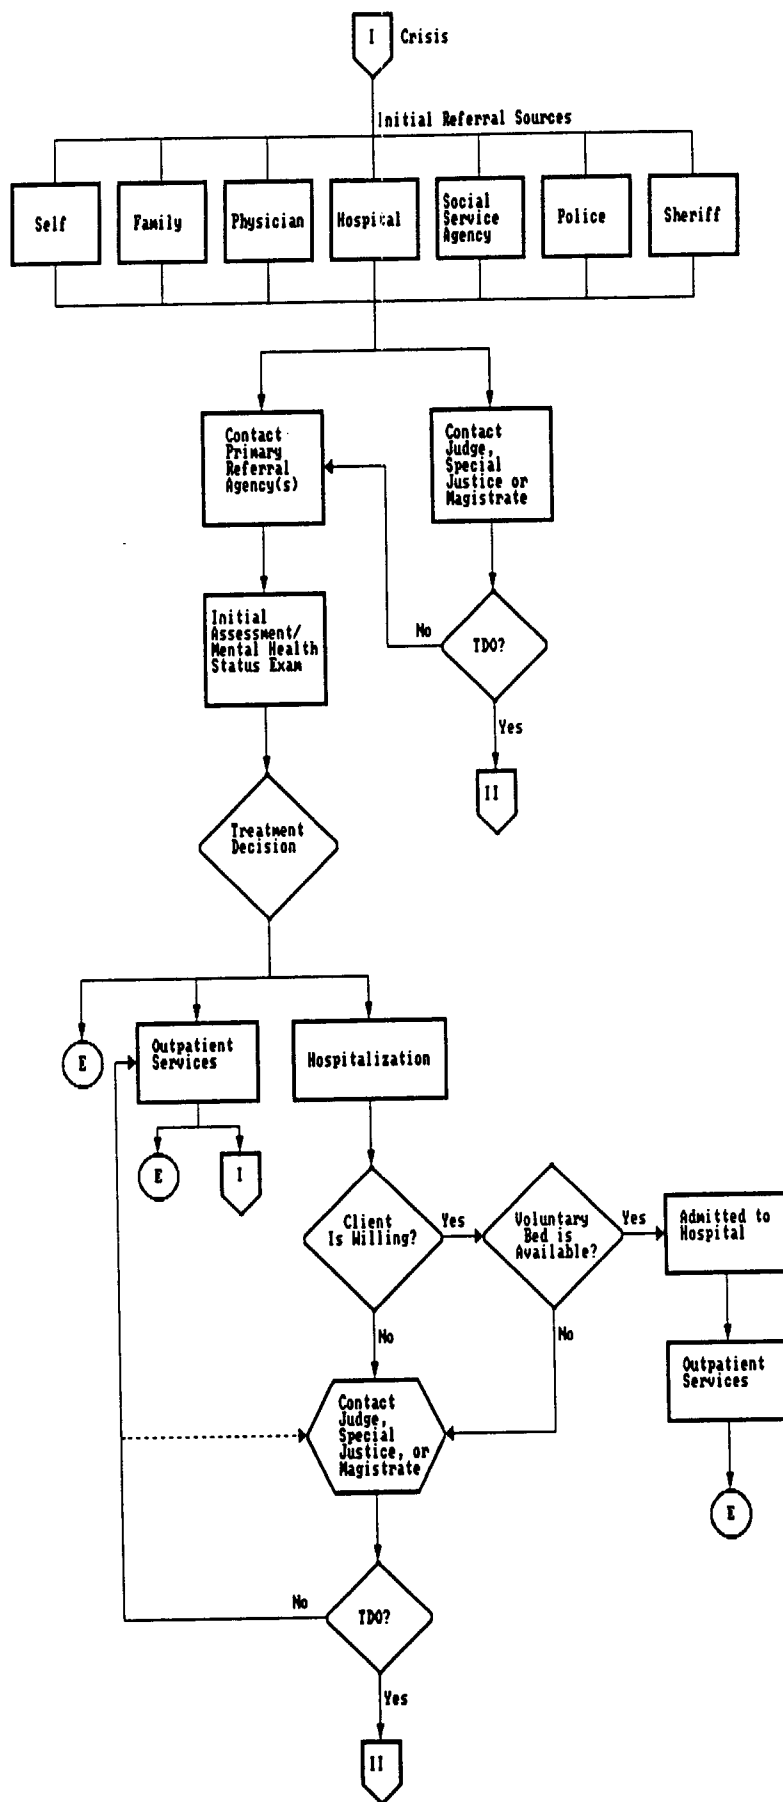 I Crisis
Initial Referral Sources
Self
Family
Physician
Hospital
Social
Service
Agency
Police
Sheriff
Contact
Primary
Referral
Agency(s)
Contact
Judge,
Special
Justice or
Magistrate
Initial
Assessment/
Mental Health
Status Exam
No
TDO?
Yes
II
Treatment
Decision
E
Outpatient
Services
Hospitalization
E
I
Client
Is Willing?
Yes
Voluntary
Bed is
Available?
Yes
Admitted to
Hospital
No
No
Outpatient
Services
Contact
Judge,
Special
Justice, or
Magistrate
E
No
TDO?
Yes
II